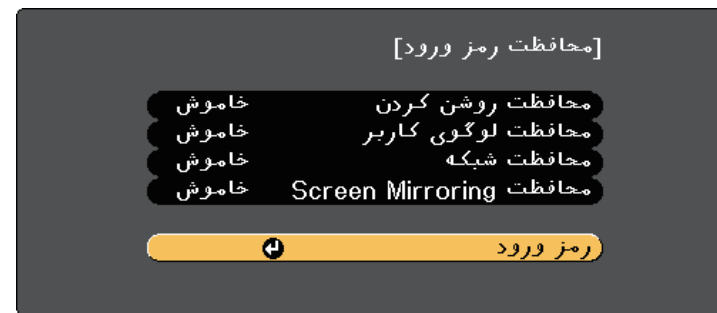 [محافظت رمز ورود]
محافظت روشن کردن خاموش
محافظت لوگوی کاربر خاموش
محافظت شبکه خاموش
محافظت Screen Mirroring خاموش
رمز ورود